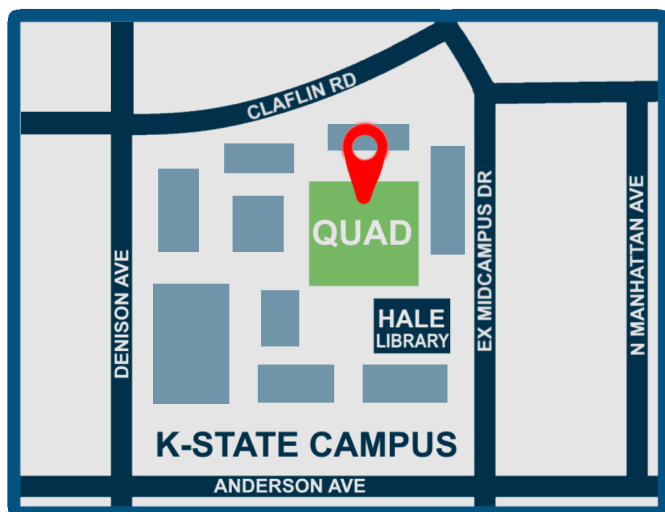 CLAFLIN RD
QUAD
DENISON AVE
EX MIDCAMPUS DR
N MANHATTAN AVE
HALE
LIBRARY
K-STATE CAMPUS
ANDERSON AVE